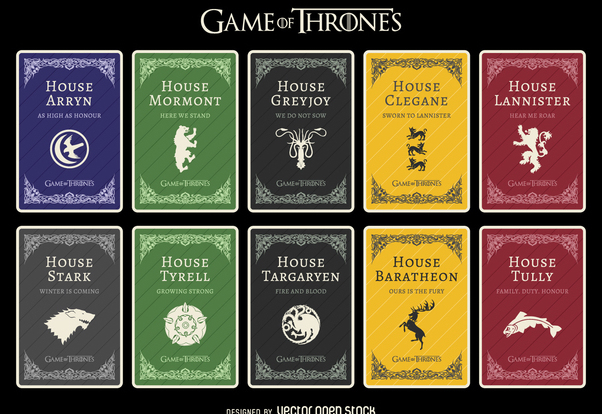 GAME OF THRONES
HOUSE
ARRYN
AS HIGH AS HONOUR
GAME OF THRONES
HOUSE
MORMONT
HERE WE STAND
GAME OF THRONES
HOUSE
GREYJOY
WE DO NOT SOW
GAME OF THRONES
HOUSE
CLEGANE
SWORN TO LANNISTER
GAME OF THRONES
HOUSE
LANNISTER
HEAR ME ROAR
GAME OF THRONES
HOUSE
STARK
WINTER IS COMING
GAME OF THRONES
HOUSE
TYRELL
GROWING STRONG
GAME OF THRONES
HOUSE
TARGARYEN
FIRE AND BLOOD
GAME OF THRONES
HOUSE
BARATHEON
OURS IS THE FURY
GAME OF THRONES
HOUSE
TULLY
FAMILY, DUTY, HONOUR
GAME OF THRONES
DESIGNED BY VECTOR OPEN STOCK